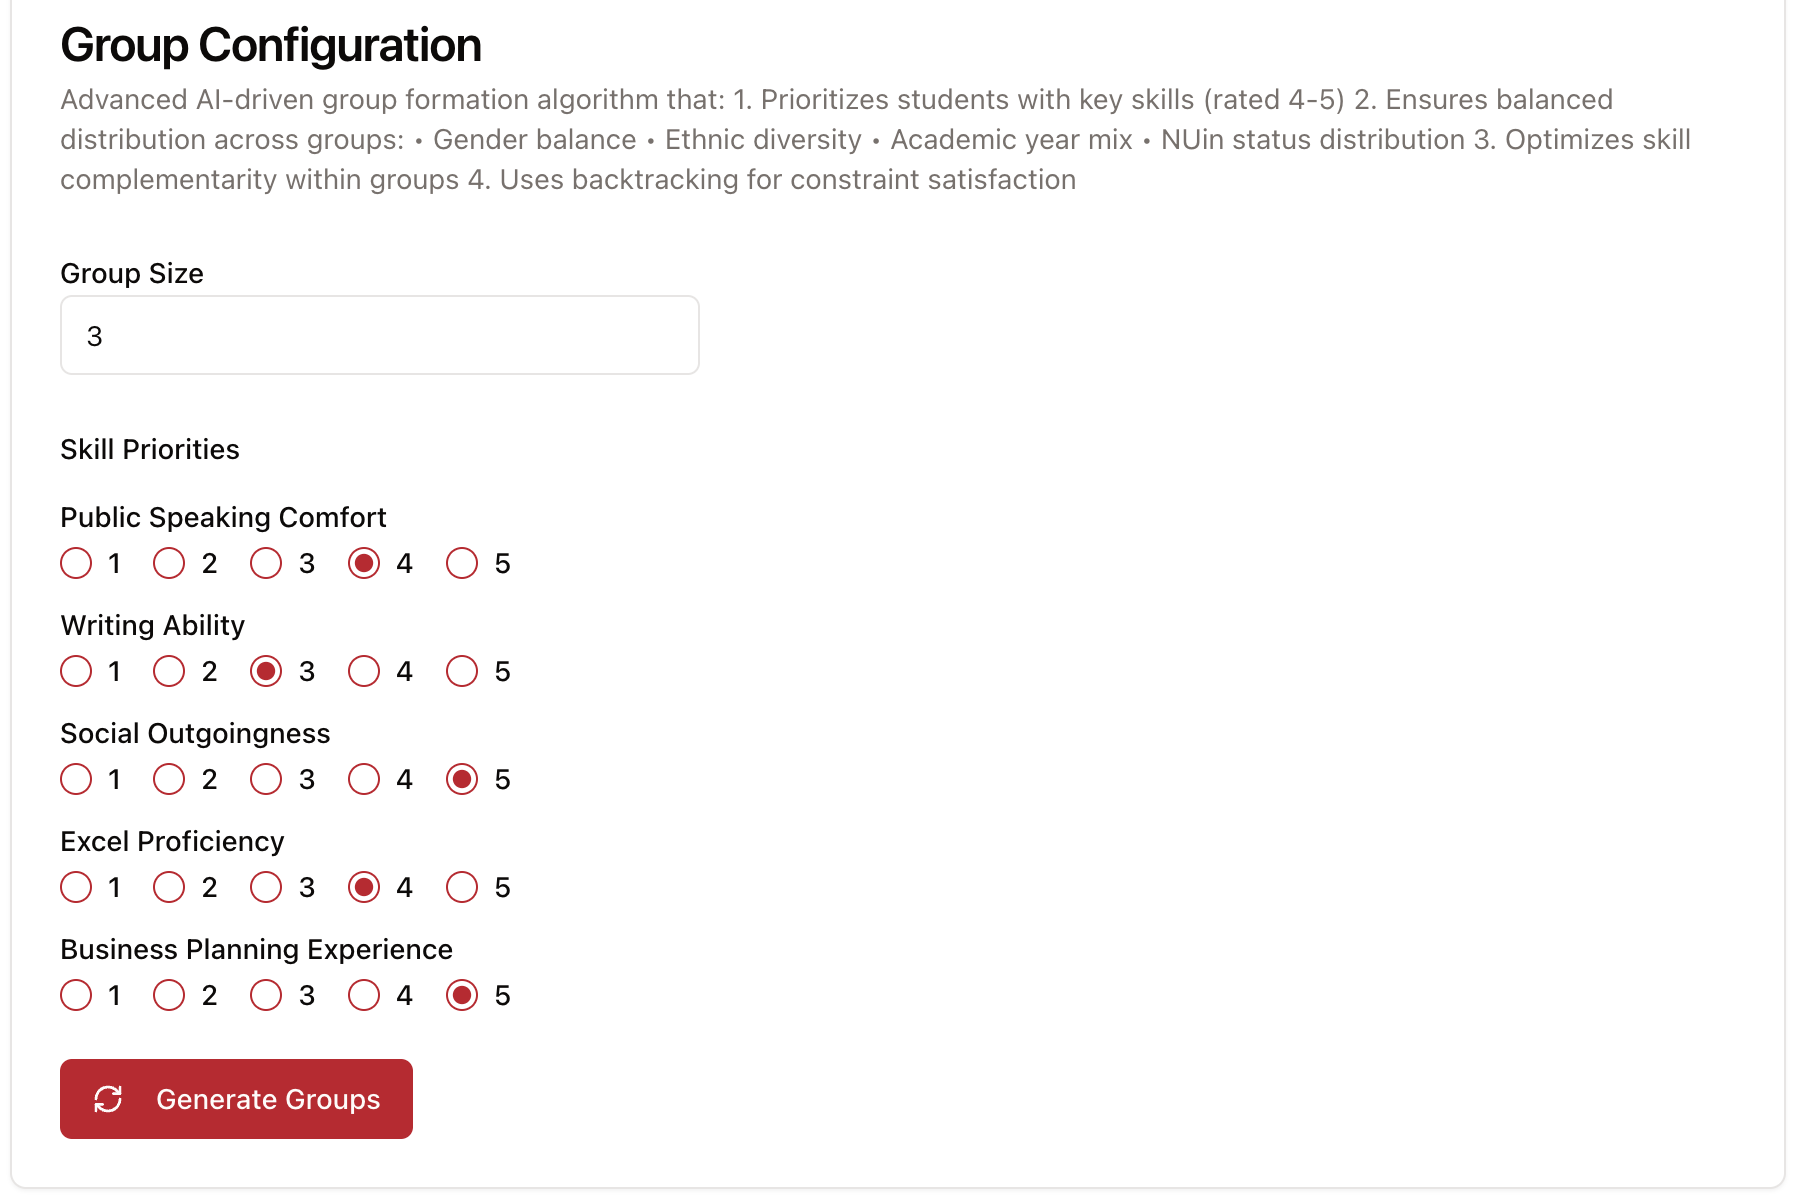 Group Configuration
Advanced AI-driven group formation algorithm that: 1. Prioritizes students with key skills (rated 4-5) 2. Ensures balanced
distribution across groups: • Gender balance • Ethnic diversity • Academic year mix • NUin status distribution 3. Optimizes skill
complementarity within groups 4. Uses backtracking for constraint satisfaction
Group Size
3
Skill Priorities
Public Speaking Comfort
1 2 3 4 5
Writing Ability
1 2 3 4 5
Social Outgoingness
1 2 3 4 5
Excel Proficiency
1 2 3 4 5
Business Planning Experience
1 2 3 4 5
Generate Groups